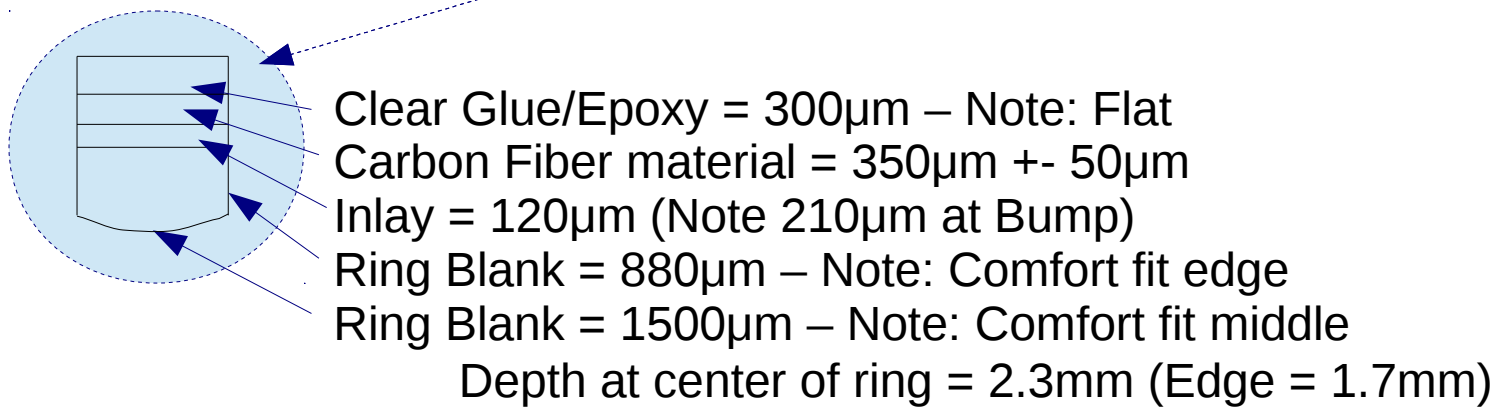 Clear Glue/Epoxy = 300μm – Note: Flat
Carbon Fiber material = 350μm +- 50μm
Inlay = 120μm (Note 210μm at Bump)
Ring Blank = 880μm – Note: Comfort fit edge
Ring Blank = 1500μm – Note: Comfort fit middle
Depth at center of ring = 2.3mm (Edge = 1.7mm)